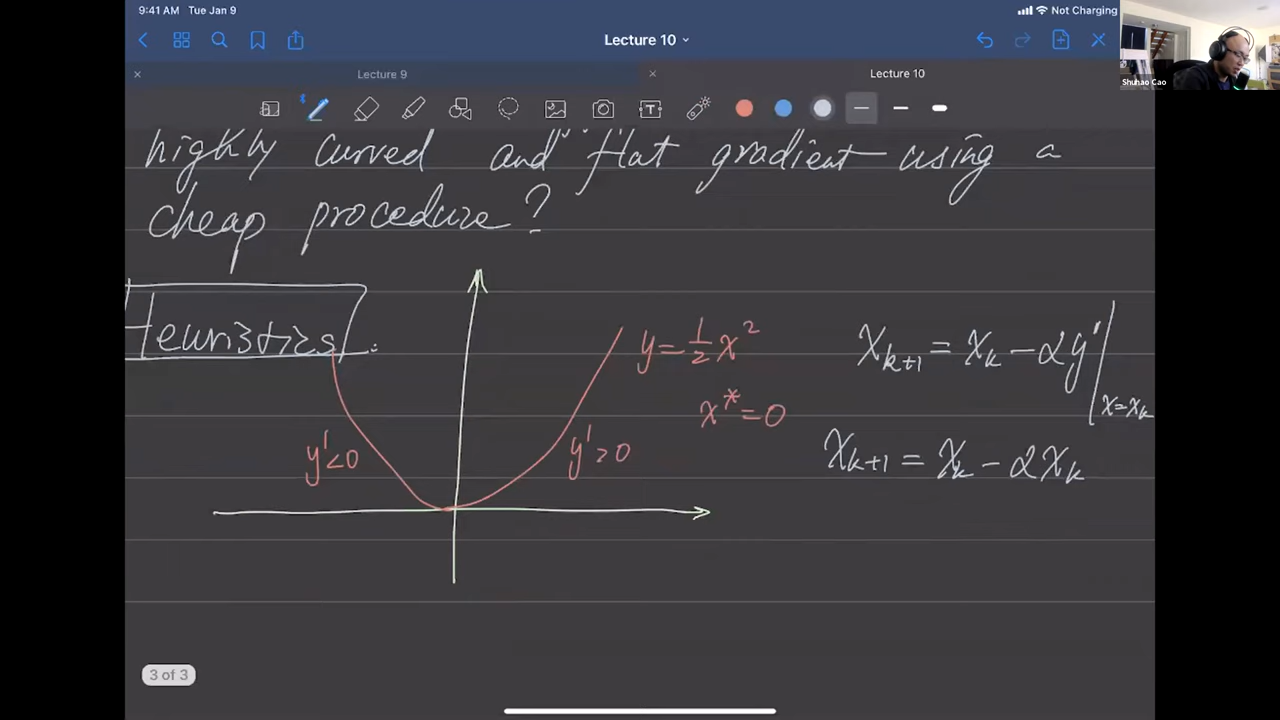 9:41 AM Tue Jan 9
Not Charging
Shuhao Cao
Lecture 10
Lecture 9
Lecture 10
highly curved and flat gradient using a
cheap procedure?
Heuristics.
y = 1/2 x^2
x_{k+1} = x_k - αy'|_{x=x_k}
x* = 0
y' < 0
y' > 0
x_{k+1} = x_k - αx_k
3 of 3